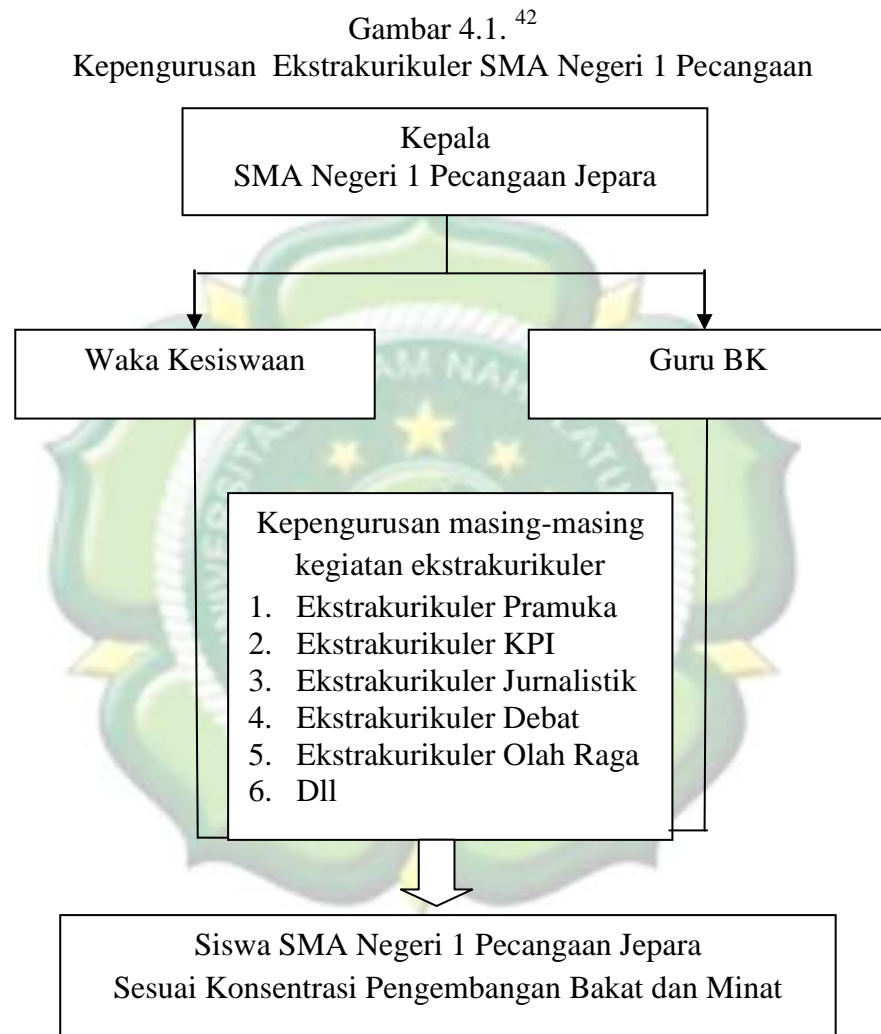 Gambar 4.1. 42
Kepengurusan Ekstrakurikuler SMA Negeri 1 Pecangaan
Kepala
SMA Negeri 1 Pecangaan Jepara
Waka Kesiswaan
Guru BK
Kepengurusan masing-masing
kegiatan ekstrakurikuler
1. Ekstrakurikuler Pramuka
2. Ekstrakurikuler KPI
3. Ekstrakurikuler Jurnalistik
4. Ekstrakurikuler Debat
5. Ekstrakurikuler Olah Raga
6. Dll
Siswa SMA Negeri 1 Pecangaan Jepara
Sesuai Konsentrasi Pengembangan Bakat dan Minat